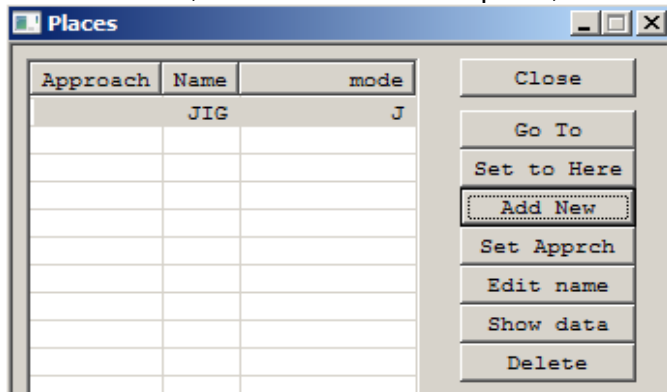 Places
Approach Name mode
JIG J
Close
Go To
Set to Here
Add New
Set Apprch
Edit name
Show data
Delete